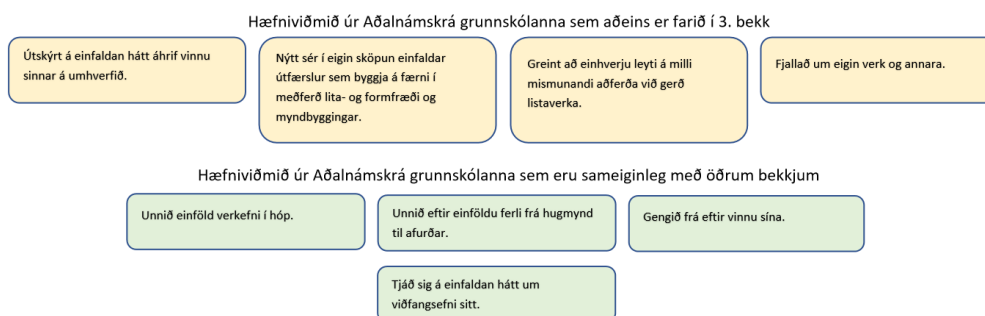 Hæfniviðmið úr Aðalnámskrá grunnskólanna sem aðeins er farið í 3. bekk
Útskýrt á einfaldan hátt áhrif vinnu
sinnar á umhverfið.
Nýtt sér í eigin sköpun einfaldar
útfærslur sem byggja á færni í
meðferð lita- og formfræði og
myndbyggingar.
Greint að einhverju leyti á milli
mismunandi aðferða við gerð
listaverka.
Fjallað um eigin verk og annara.
Hæfniviðmið úr Aðalnámskrá grunnskólanna sem eru sameiginleg með öðrum bekkjum
Unnið einföld verkefni í hóp.
Unnið eftir einföldu ferli frá hugmynd
til afurðar.
Gengið frá eftir vinnu sína.
Tjáð sig á einfaldan hátt um
viðfangsefni sitt.